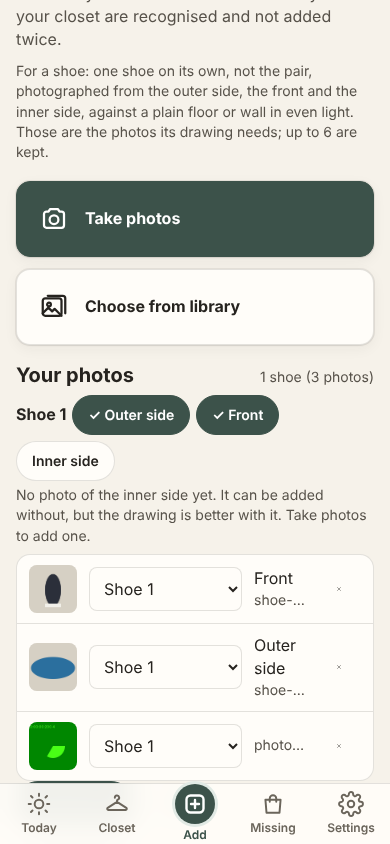 your closet are recognised and not added
twice.
For a shoe: one shoe on its own, not the pair,
photographed from the outer side, the front and the
inner side, against a plain floor or wall in even light.
Those are the photos its drawing needs; up to 6 are
kept.
Take photos
Choose from library
Your photos
1 shoe (3 photos)
Shoe 1
✓ Outer side
✓ Front
Inner side
No photo of the inner side yet. It can be added
without, but the drawing is better with it. Take photos
to add one.
Shoe 1
Front
shoe-...
×
Shoe 1
Outer
side
shoe-...
×
Shoe 1
photo...
×
Today
Closet
Add
Missing
Settings